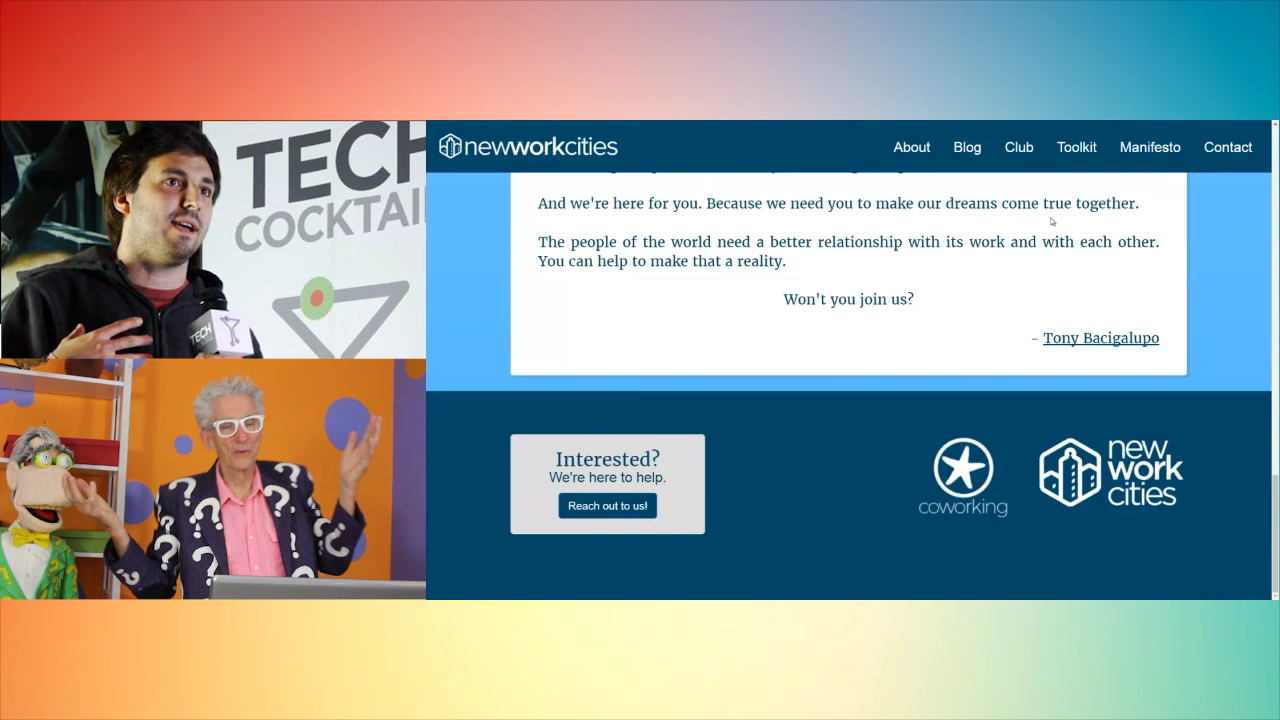 TECH
COCKTAI
TECH
newworkcities
About
Blog
Club
Toolkit
Manifesto
Contact
And we're here for you. Because we need you to make our dreams come true together.
The people of the world need a better relationship with its work and with each other.
You can help to make that a reality.
Won't you join us?
- Tony Bacigalupo
Interested?
We're here to help.
Reach out to us!
coworking
new
work
cities